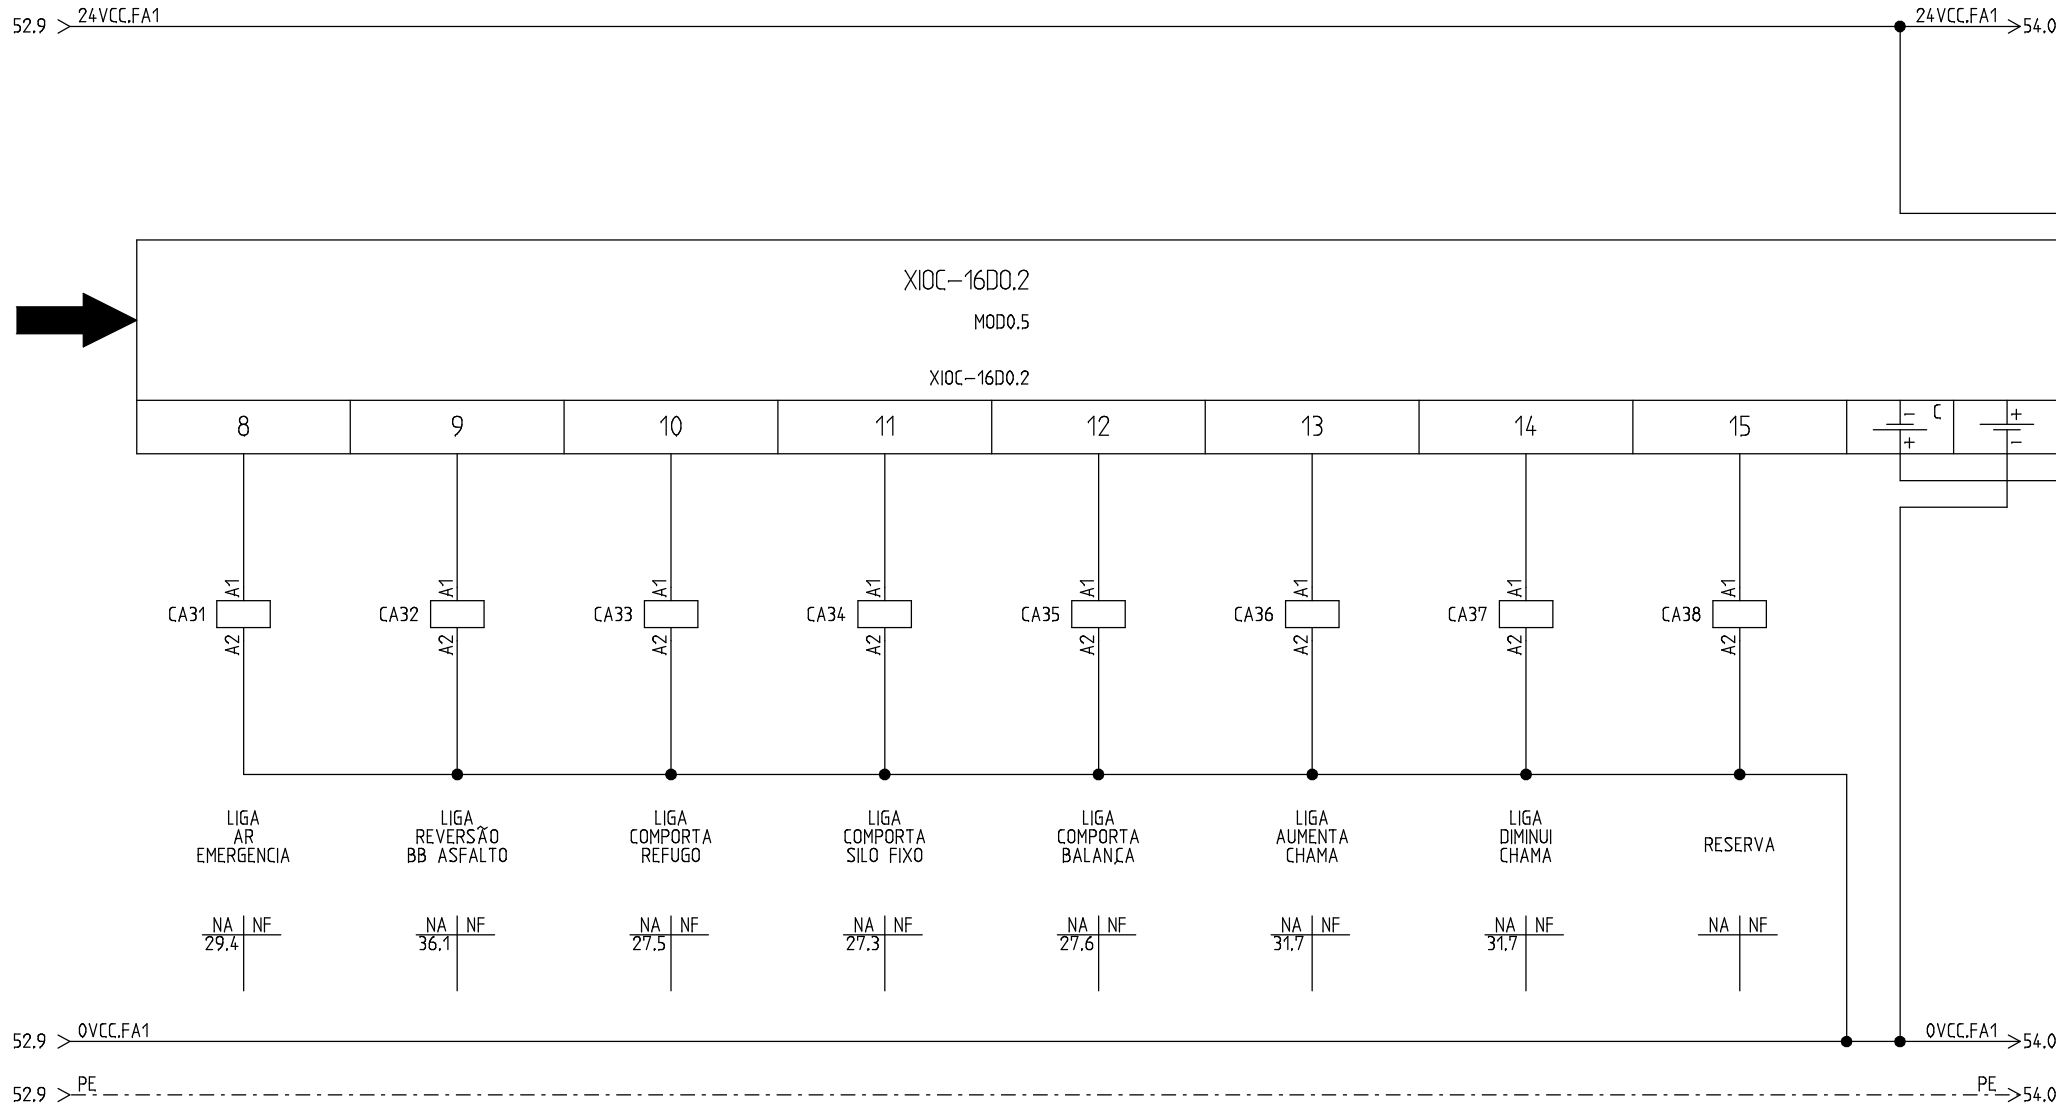 24VCC.FA1 24VCC.FA1
52.9 54.0
XIOC-16DO.2
MODO.5
XIOC-16DO.2
8 9 10 11 12 13 14 15 - C +
+ -
A1 A1 A1 A1 A1 A1 A1 A1
CA31 CA32 CA33 CA34 CA35 CA36 CA37 CA38
A2 A2 A2 A2 A2 A2 A2 A2
LIGA
AR
EMERGENCIA
LIGA
REVERSÃO
BB ASFALTO
LIGA
COMPORTA
REFUGO
LIGA
COMPORTA
SILO FIXO
LIGA
COMPORTA
BALANÇA
LIGA
AUMENTA
CHAMA
LIGA
DIMINUI
CHAMA
RESERVA
NA NF NA NF NA NF NA NF NA NF NA NF NA NF NA NF
29.4 36.1 27.5 27.3 27.6 31.7 31.7
0VCC.FA1 0VCC.FA1
52.9 54.0
PE PE
52.9 54.0